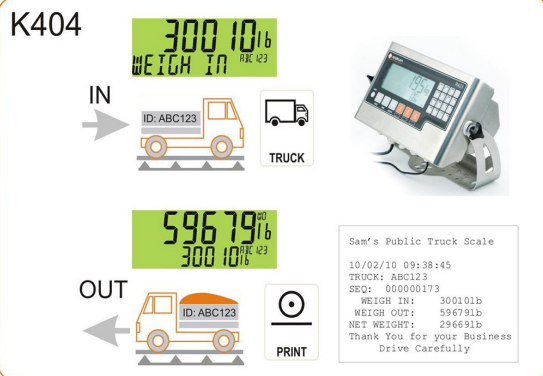 K404
30010lb
WEIGH IN ABC123
IN
ID: ABC123
TRUCK
59679lb
30010lb ABC123
OUT
ID: ABC123
PRINT
Sam's Public Truck Scale
10/02/10 09:38:45
TRUCK: ABC123
SEQ: 000000173
WEIGH IN: 30010lb
WEIGH OUT: 59679lb
NET WEIGHT: 29669lb
Thank You for your Business
Drive Carefully